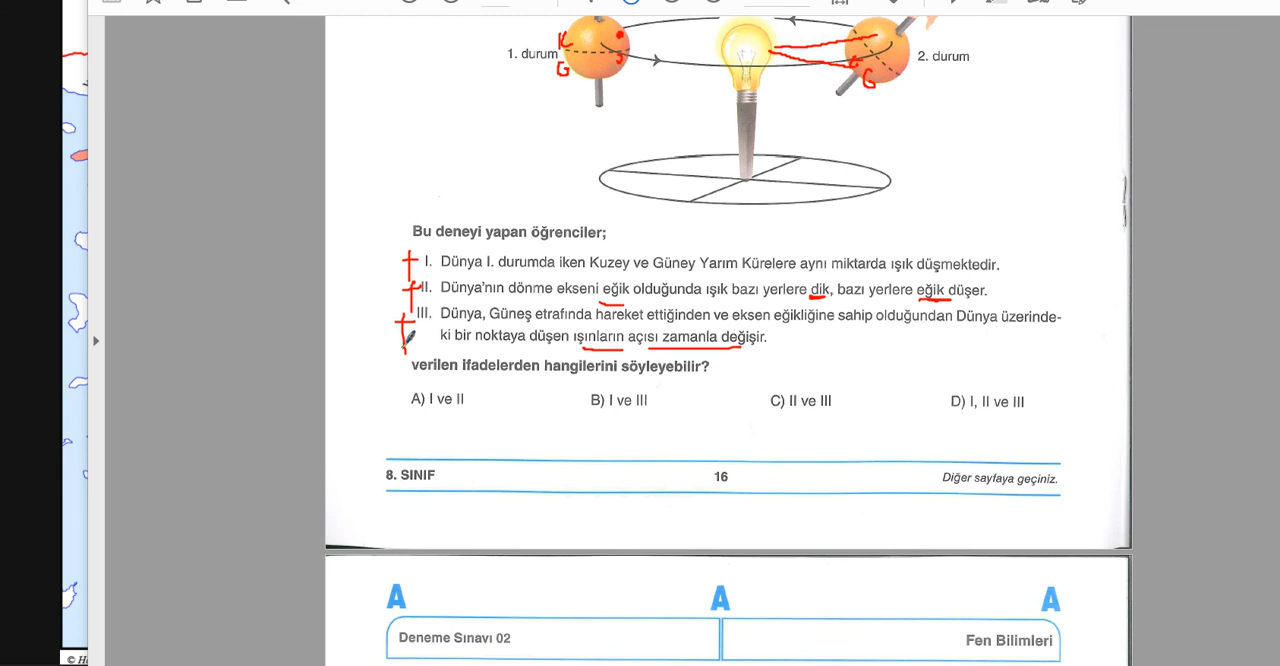 K
G
1. durum
S
2. durum
G
Bu deneyi yapan öğrenciler;
I. Dünya I. durumda iken Kuzey ve Güney Yarım Kürelere aynı miktarda ışık düşmektedir.
II. Dünya'nın dönme ekseni eğik olduğunda ışık bazı yerlere dik, bazı yerlere eğik düşer.
III. Dünya, Güneş etrafında hareket ettiğinden ve eksen eğikliğine sahip olduğundan Dünya üzerinde-
ki bir noktaya düşen ışınların açısı zamanla değişir.
verilen ifadelerden hangilerini söyleyebilir?
A) I ve II B) I ve III C) II ve III D) I, II ve III
8. SINIF 16 Diğer sayfaya geçiniz.
A A A
Deneme Sınavı 02 Fen Bilimleri